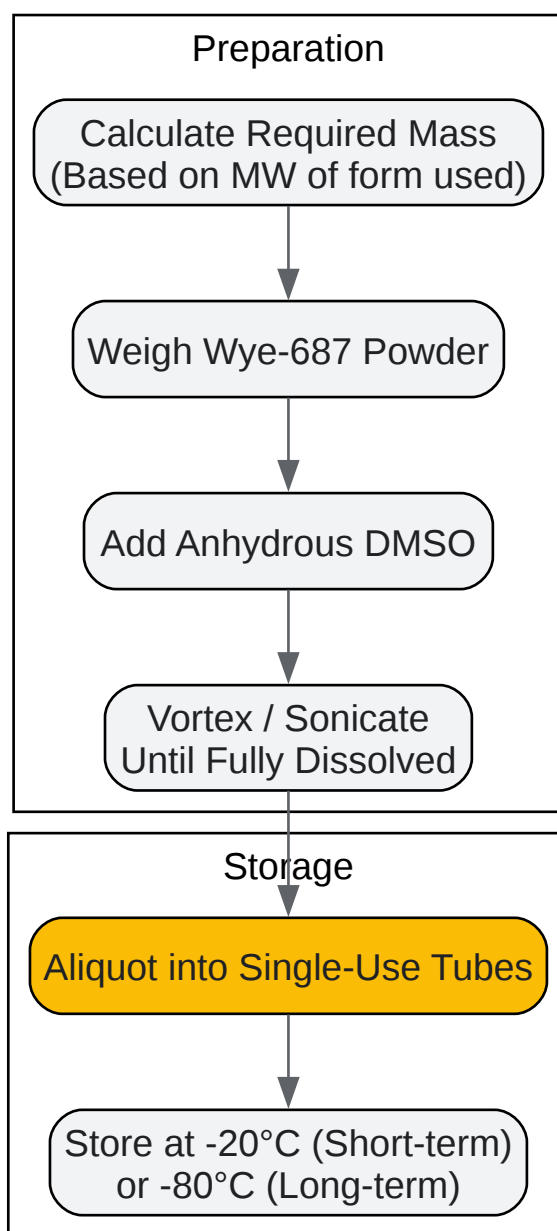 Preparation
Calculate Required Mass
(Based on MW of form used)
Weigh Wye-687 Powder
Add Anhydrous DMSO
Vortex / Sonicate
Until Fully Dissolved
Storage
Aliquot into Single-Use Tubes
Store at -20°C (Short-term)
or -80°C (Long-term)